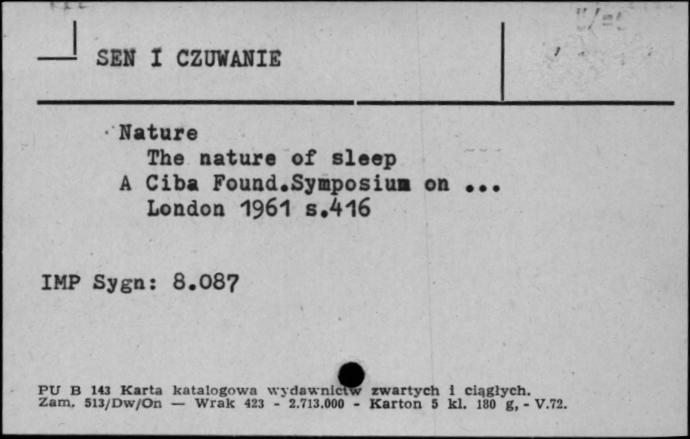 SEN I CZUWANIE
Nature
The nature of sleep
A Ciba Found.Symposium on ...
London 1961 s.416
IMP Sygn: 8.087
PU B 143 Karta katalogowa wydawnictw zwartych i ciągłych.
Zam. 513/Dw/On — Wrak 423 - 2.713.000 - Karton 5 kl. 180 g, - V.72.